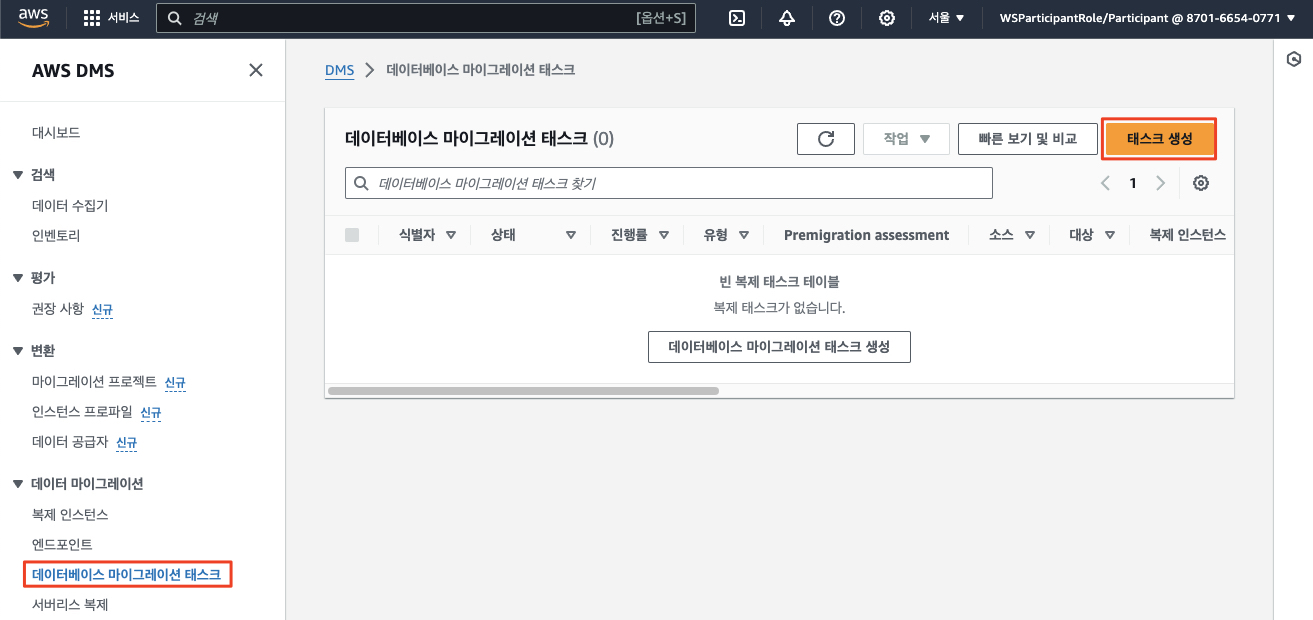 aws 서비스 검색 [옵션+S] 서울 WSParticipantRole/Participant @ 8701-6654-0771
AWS DMS
대시보드
검색
데이터 수집기
인벤토리
평가
권장 사항 신규
변환
마이그레이션 프로젝트 신규
인스턴스 프로파일 신규
데이터 공급자 신규
데이터 마이그레이션
복제 인스턴스
엔드포인트
데이터베이스 마이그레이션 태스크
서버리스 복제
DMS 데이터베이스 마이그레이션 태스크
데이터베이스 마이그레이션 태스크 (0) 작업 빠른 보기 및 비교 태스크 생성
데이터베이스 마이그레이션 태스크 찾기 1
식별자 상태 진행률 유형 Premigration assessment 소스 대상 복제 인스턴스
빈 복제 태스크 테이블
복제 태스크가 없습니다.
데이터베이스 마이그레이션 태스크 생성